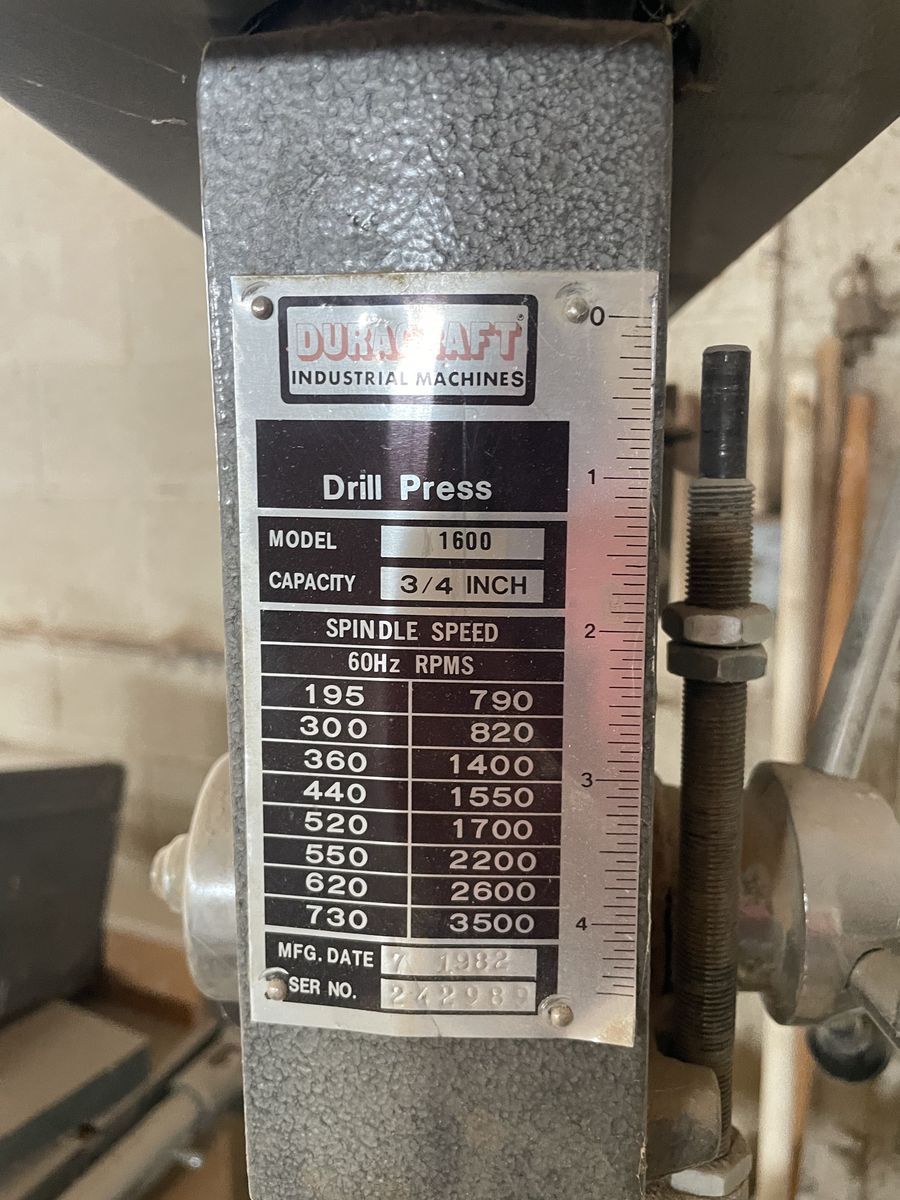 DURACRAFT®
INDUSTRIAL MACHINES
Drill Press
MODEL 1600
CAPACITY 3/4 INCH
SPINDLE SPEED
60Hz RPMS
195 790
300 820
360 1400
440 1550
520 1700
550 2200
620 2600
730 3500
MFG. DATE 7 1982
SER NO.
0
1
2
3
4